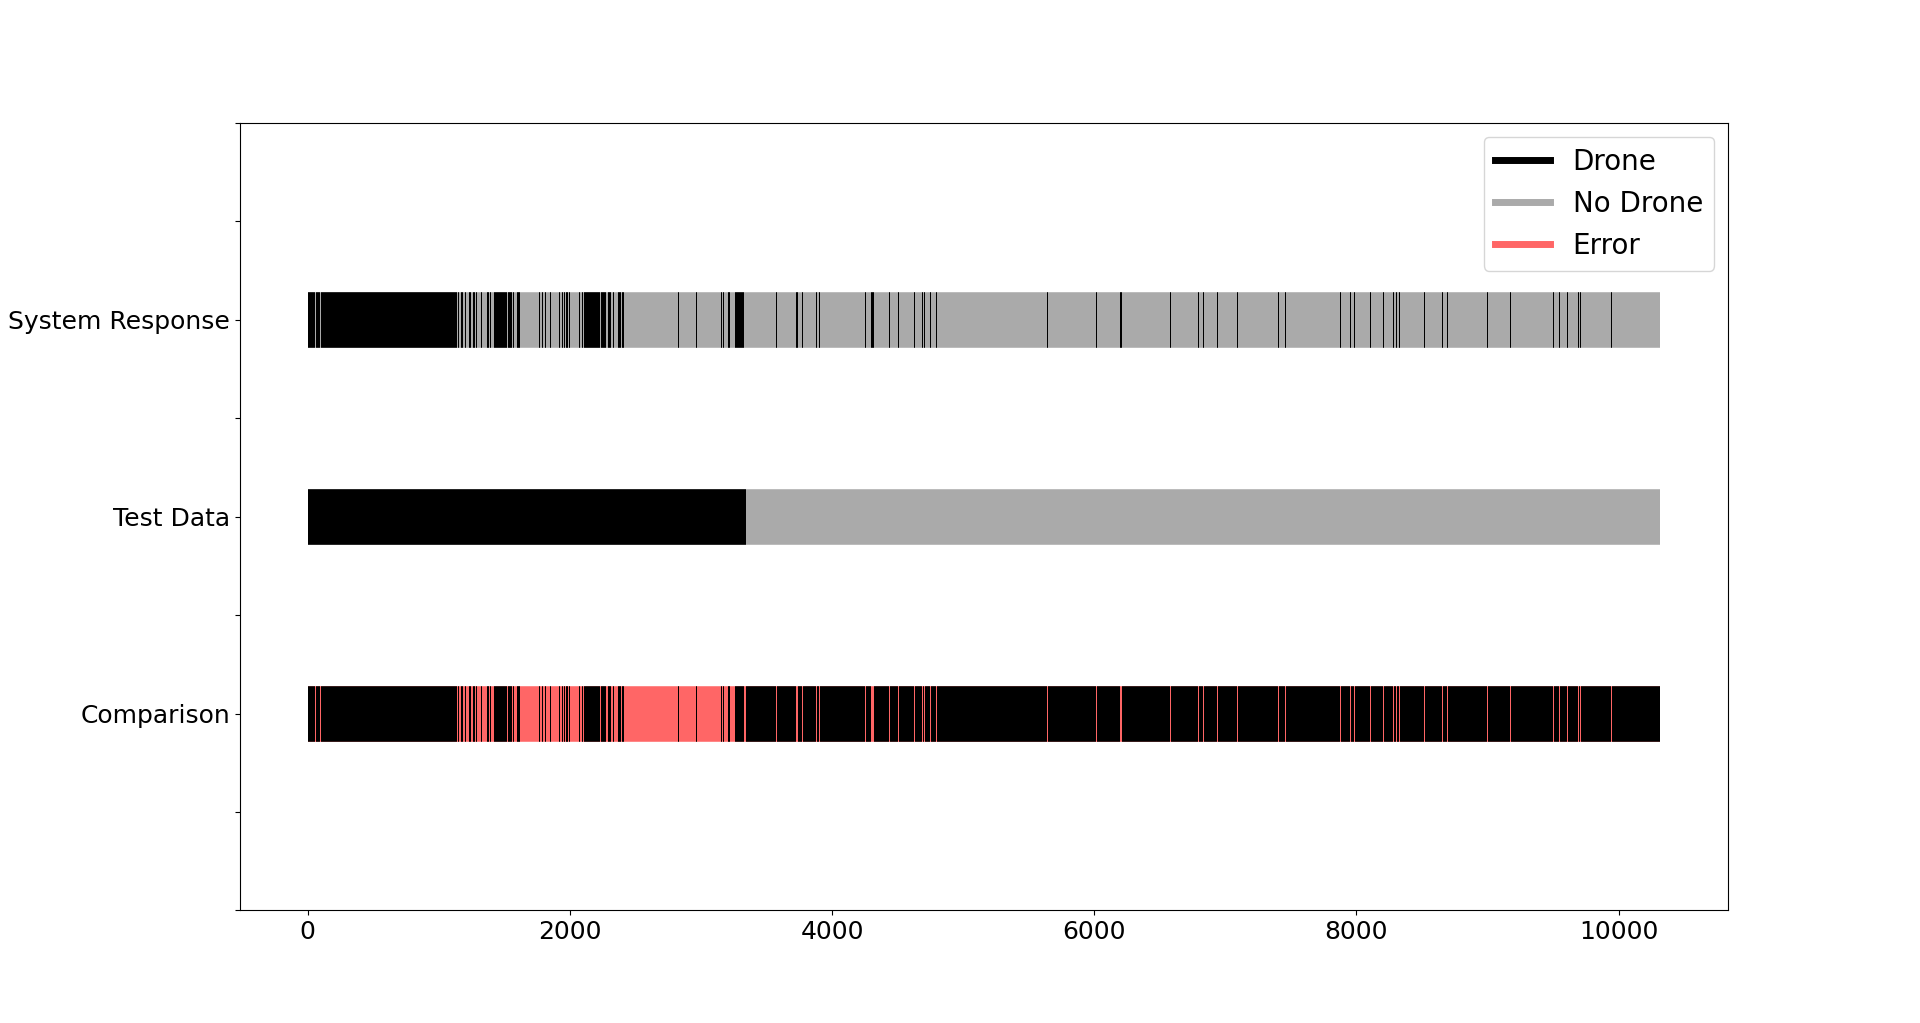 Drone
No Drone
Error
System Response
Test Data
Comparison
0 2000 4000 6000 8000 10000